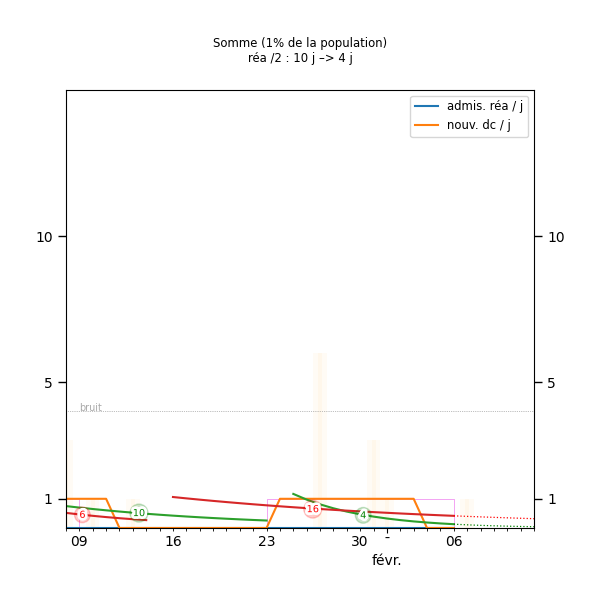 Somme (1% de la population)
réa /2 : 10 j –> 4 j
admis. réa / j
nouv. dc / j
10 10
5 5
bruit
1 1
6 10 16 4
09 16 23 30 - 06
févr.